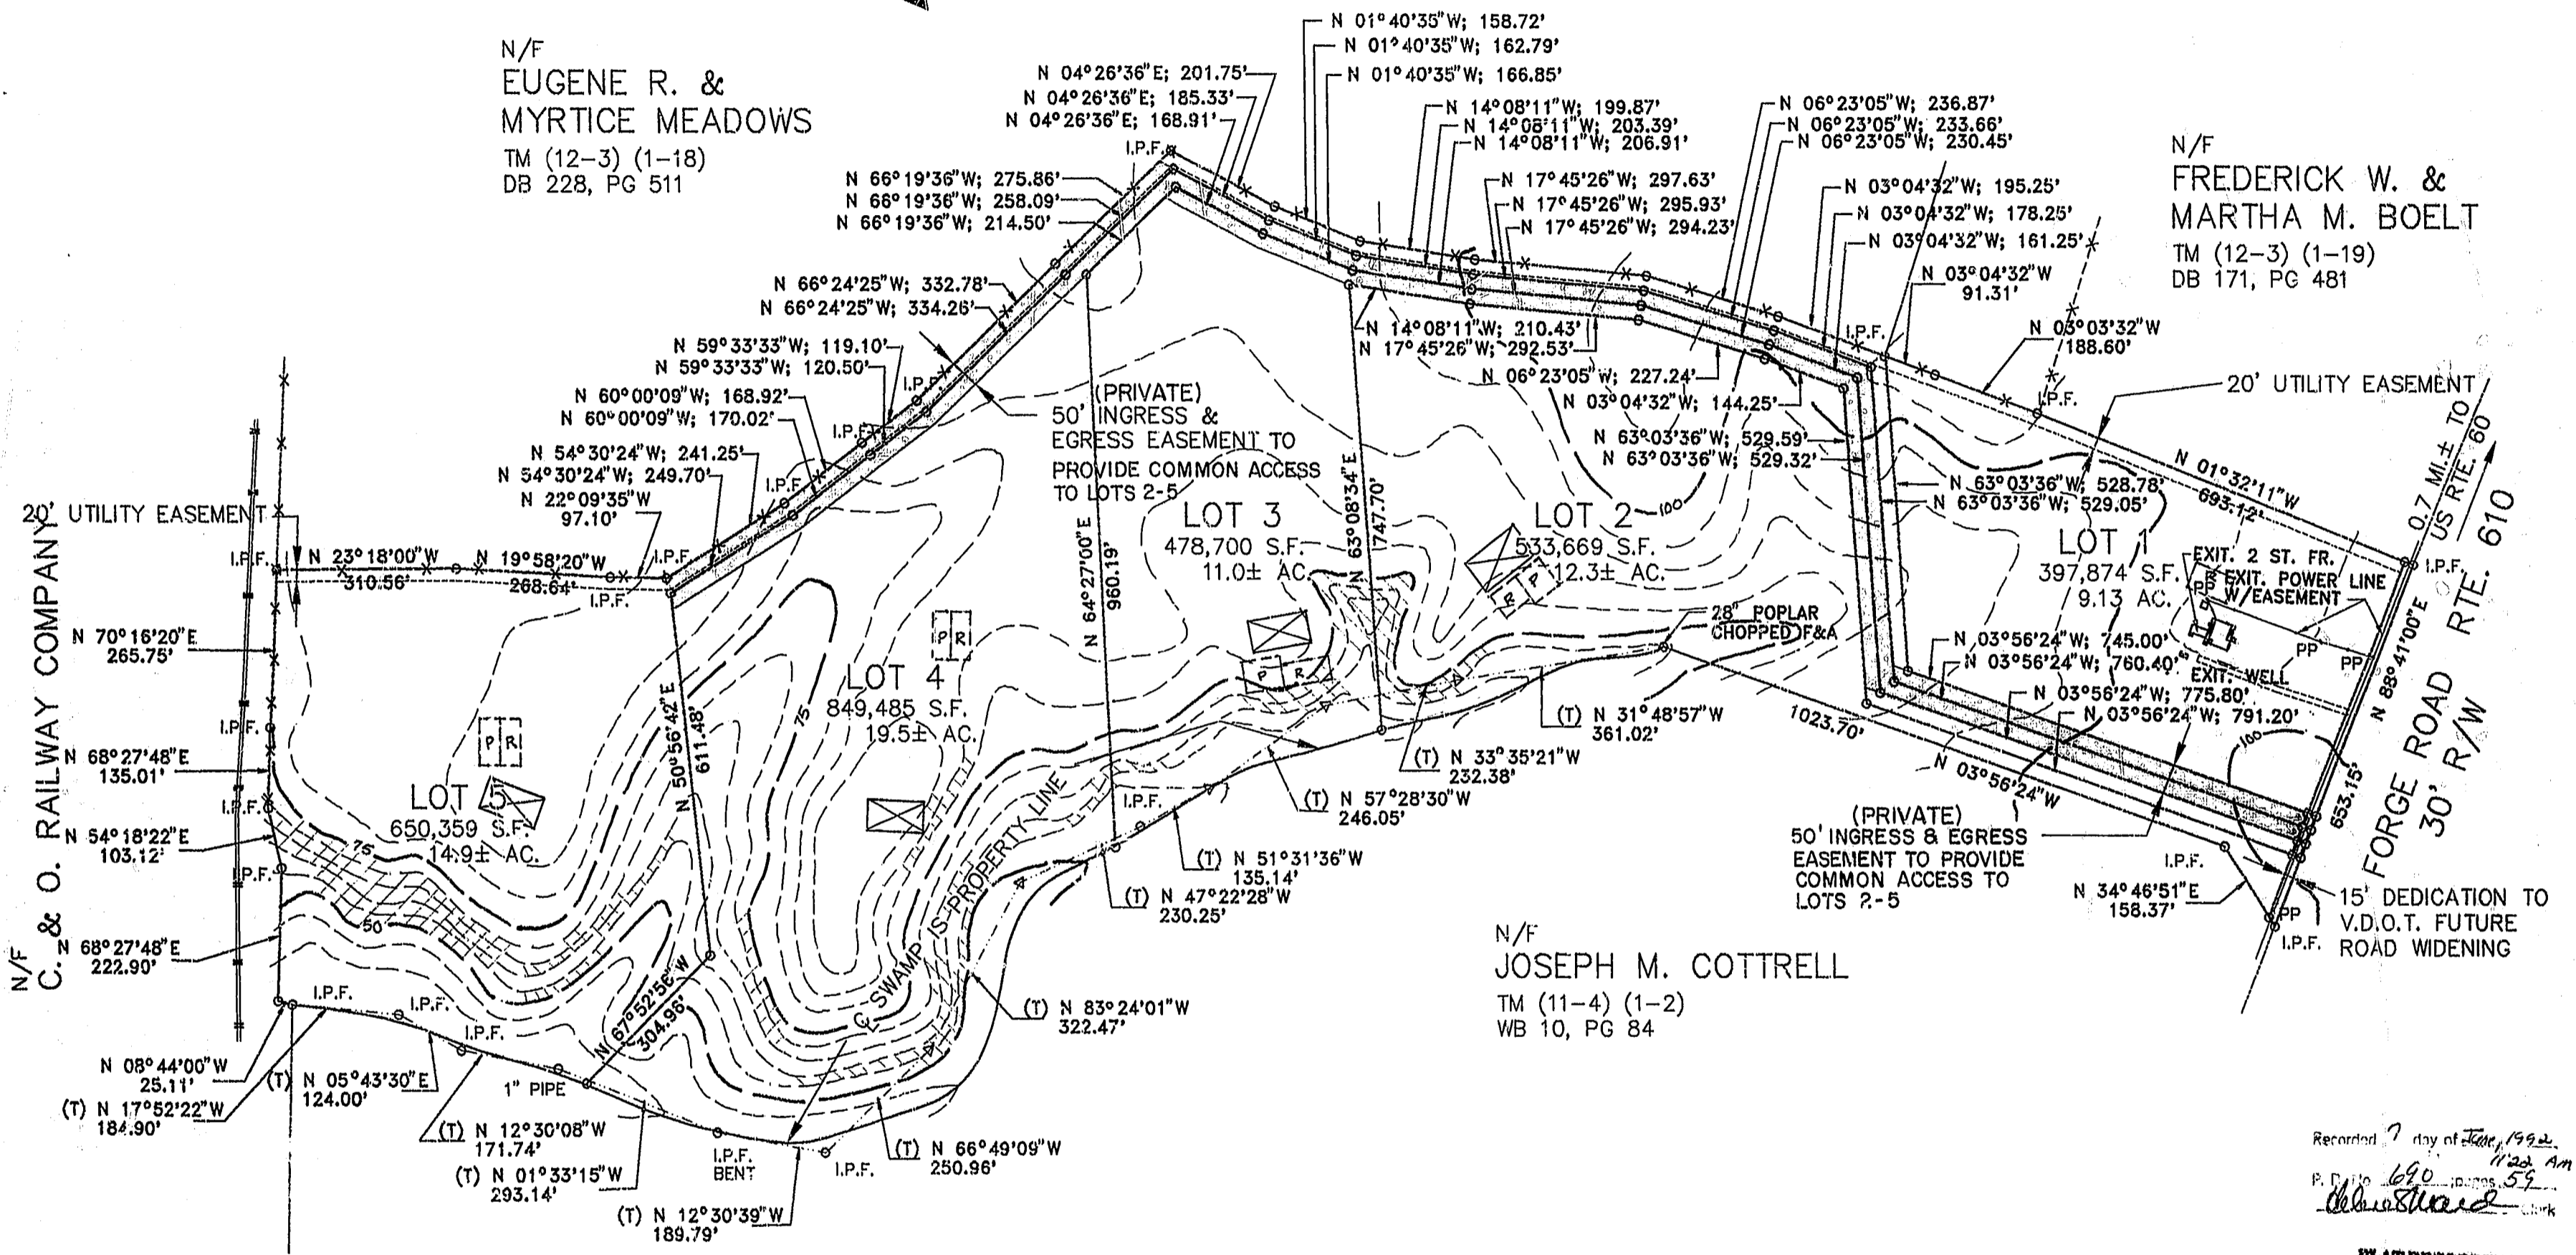 N/F
EUGENE R. &
MYRTICE MEADOWS
TM (12-3) (1-18)
DB 228, PG 511
N 01°40'35"W; 158.72'
N 01°40'35"W; 162.79'
N 01°40'35"W; 166.85'
N 04°26'36"E; 201.75'
N 04°26'36"E; 185.33'
N 04°26'36"E; 168.91'
I.P.F.
N 14°08'11"W; 199.87'
N 14°08'11"W; 203.39'
N 14°08'11"W; 206.91'
N 06°23'05"W; 236.87'
N 06°23'05"W; 233.66'
N 06°23'05"W; 230.45'
N/F
FREDERICK W. &
MARTHA M. BOELT
TM (12-3) (1-19)
DB 171, PG 481
N 66°19'36"W; 275.86'
N 66°19'36"W; 258.09'
N 66°19'36"W; 214.50'
N 17°45'26"W; 297.63'
N 17°45'26"W; 295.93'
N 17°45'26"W; 294.23'
N 03°04'32"W; 195.25'
N 03°04'32"W; 178.25'
N 03°04'32"W; 161.25'
N 03°04'32"W
91.31'
N 03°03'32"W
188.60'
I.P.F.
I.P.F.
N 66°24'25"W; 332.78'
N 66°24'25"W; 334.26'
N 59°33'33"W; 119.10'
N 59°33'33"W; 120.50'
N 60°00'09"W; 168.92'
N 60°00'09"W; 170.02'
N 54°30'24"W; 241.25'
N 54°30'24"W; 249.70'
N 22°09'35"W
97.10'
I.P.F.
I.P.F.
I.P.F.
I.P.F.
(PRIVATE)
50' INGRESS &
EGRESS EASEMENT TO
PROVIDE COMMON ACCESS
TO LOTS 2-5
N 14°08'11"W; 210.43'
N 17°45'26"W; 292.53'
N 06°23'05"W; 227.24'
N 03°04'32"W; 144.25'
N 63°03'36"W; 529.59'
N 63°03'36"W; 529.32'
N 63°03'36"W; 528.78'
N 63°03'36"W; 529.05'
20' UTILITY EASEMENT
N 01°32'11"W
693.12'
0.7 MI.± TO
US RTE. 60
FORGE ROAD RTE. 610
30' R/W
I.P.F.
20' UTILITY EASEMENT
I.P.F.
N 23°18'00"W
310.56'
N 19°58'20"W
268.64'
I.P.F.
N/F
C. & O. RAILWAY COMPANY
N 70°16'20"E
265.75'
I.P.F.
N 68°27'48"E
135.01'
I.P.F.
N 54°18'22"E
103.12'
I.P.F.
N 68°27'48"E
222.90'
LOT 3
478,700 S.F.
11.0± AC.
LOT 2
533,669 S.F.
12.3± AC.
100
P R
LOT 1
397,874 S.F.
9.13 AC.
EXIT. 2 ST. FR.
EXIT. POWER LINE
W/EASEMENT
PP
PP
EXIT. WELL
N 88°41'00"E
653.15'
100
N 64°27'00"E
960.19'
N 63°08'34"E
747.70'
28" POPLAR
CHOPPED F&A
N 03°56'24"W; 745.00'
N 03°56'24"W; 760.40'
N 03°56'24"W; 775.80'
N 03°56'24"W; 791.20'
1023.70'
N 03°56'24"W
P R
LOT 4
849,485 S.F.
19.5± AC.
75
P R
N 50°56'42"E
611.48'
P R
LOT 5
650,359 S.F.
14.9± AC.
75
50
(T) N 31°48'57"W
361.02'
(T) N 33°35'21"W
232.38'
(T) N 57°28'30"W
246.05'
I.P.F.
(T) N 51°31'36"W
135.14'
(T) N 47°22'28"W
230.25'
℄ SWAMP IS PROPERTY LINE
(T) N 83°24'01"W
322.47'
(PRIVATE)
50' INGRESS & EGRESS
EASEMENT TO PROVIDE
COMMON ACCESS TO
LOTS 2-5
I.P.F.
N 34°46'51"E
158.37'
PP
I.P.F.
15' DEDICATION TO
V.D.O.T. FUTURE
ROAD WIDENING
N/F
JOSEPH M. COTTRELL
TM (11-4) (1-2)
WB 10, PG 84
N 67°52'56"W
304.96'
I.P.F.
I.P.F.
I.P.F.
1" PIPE
N 08°44'00"W
25.11'
(T) N 17°52'22"W
184.90'
(T) N 05°43'30"E
124.00'
(T) N 12°30'08"W
171.74'
(T) N 01°33'15"W
293.14'
I.P.F.
BENT
I.P.F.
(T) N 12°30'39"W
189.79'
(T) N 66°49'09"W
250.96'
Recorded 7 day of June, 1992
11:22 AM
690 pages 59
Clerk